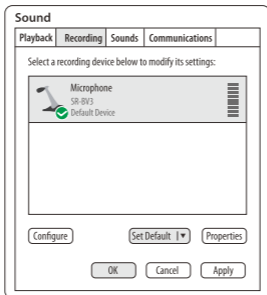 Sound
Playback Recording Sounds Communications
Select a recording device below to modify its settings:
Microphone
SR-BV3
Default Device
Configure Set Default Properties
OK Cancel Apply